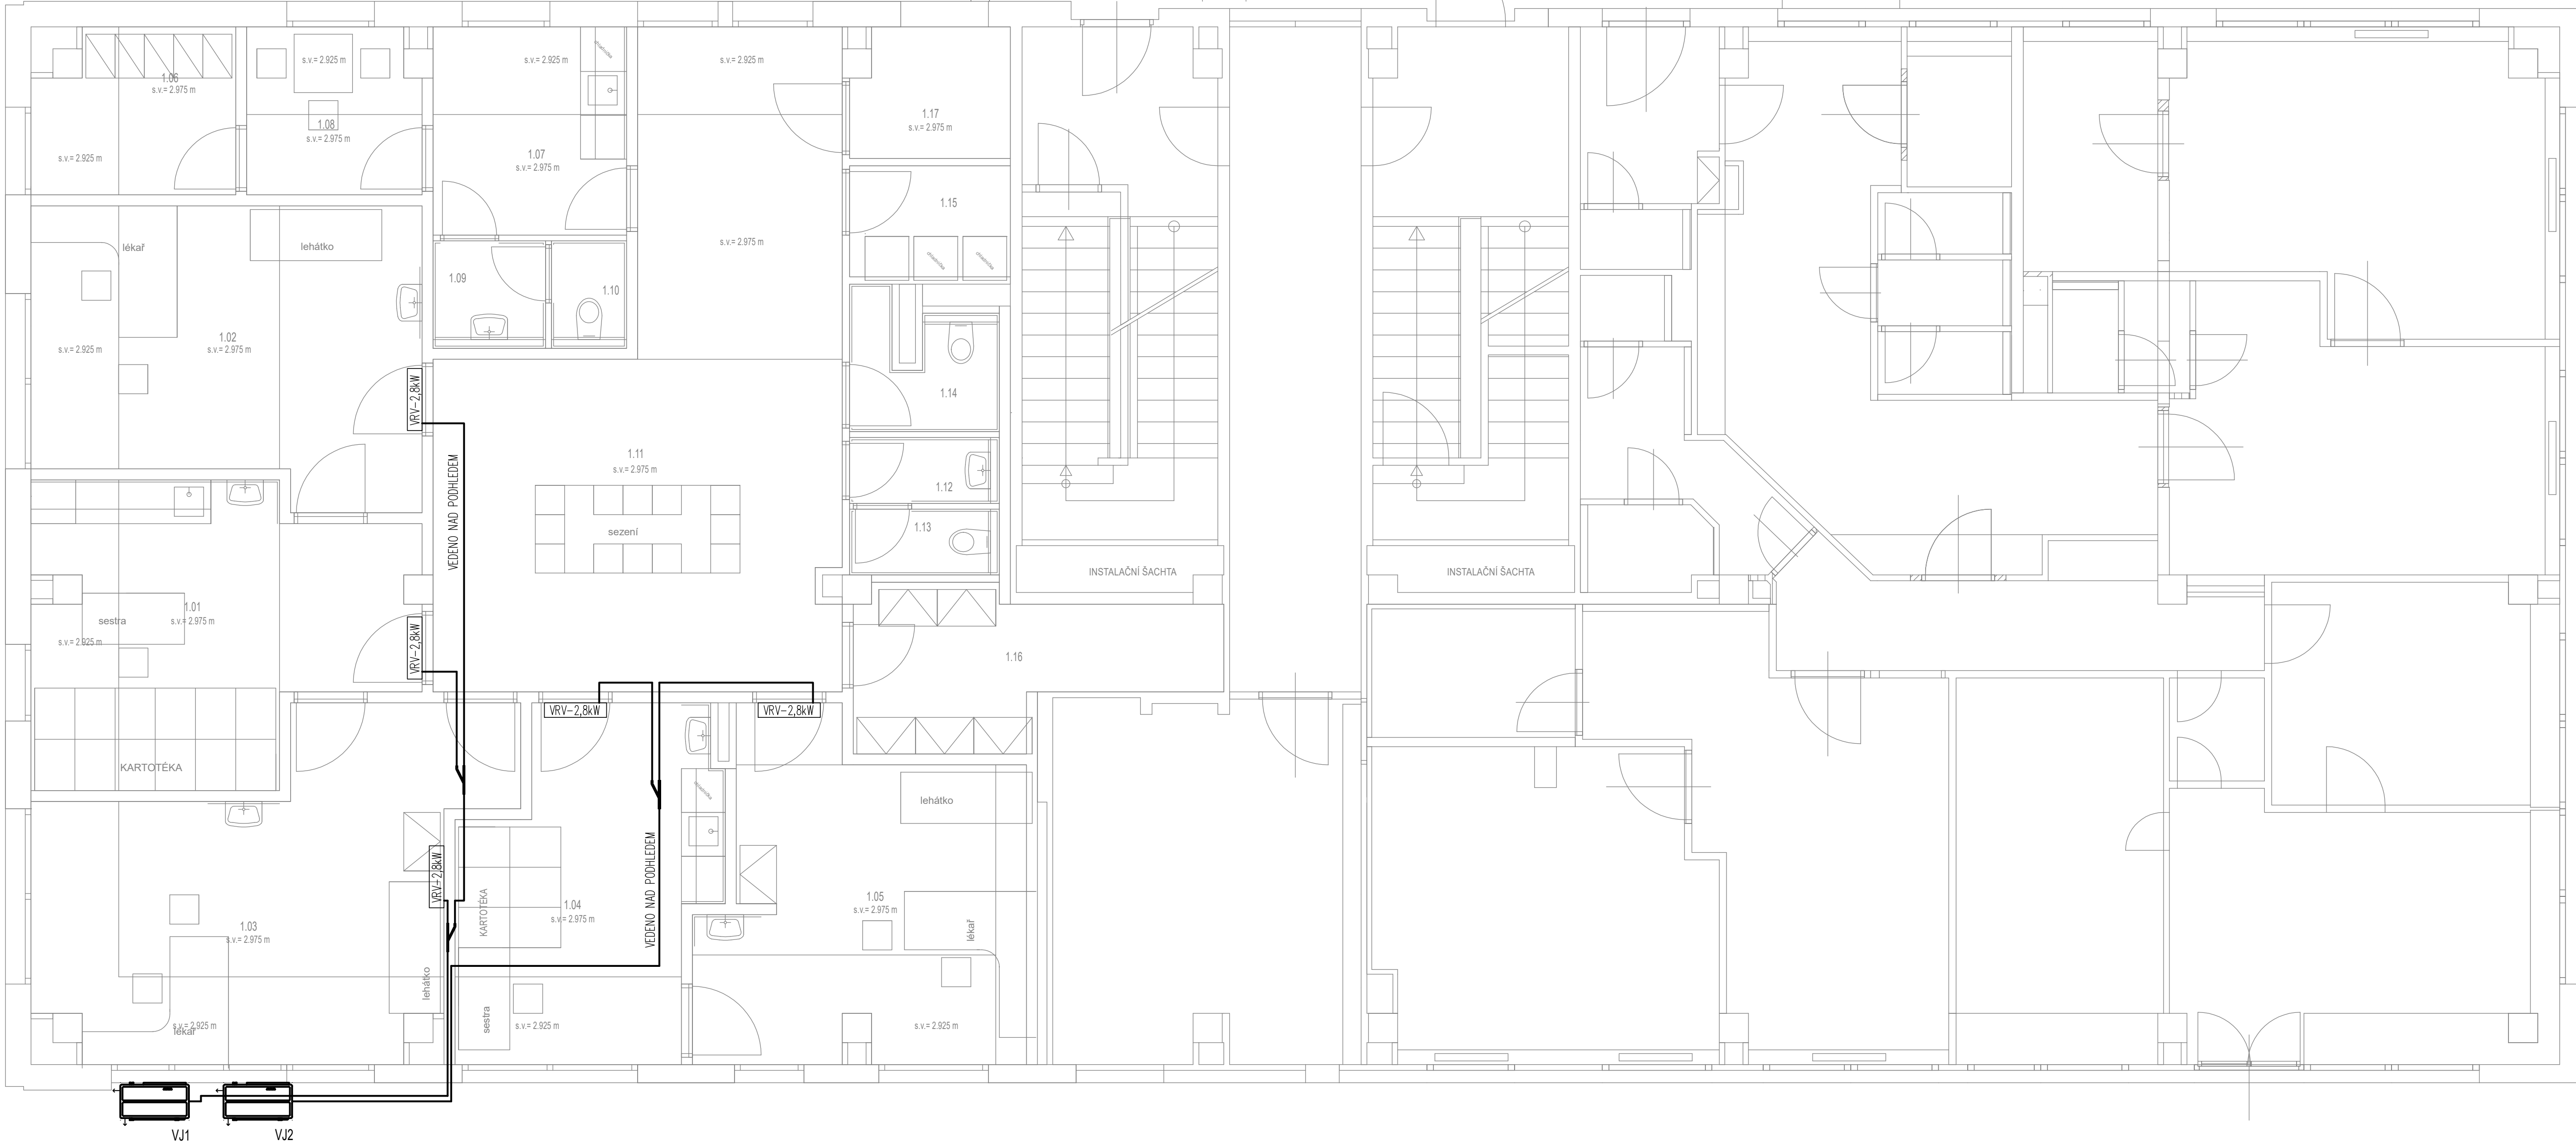 s.v.= 2.925 m
s.v.= 2.925 m
s.v.= 2.925 m
1.06
s.v.= 2.975 m
1.08
s.v.= 2.975 m
s.v.= 2.925 m
1.07
s.v.= 2.975 m
1.17
s.v.= 2.975 m
1.15
lékař
lehátko
s.v.= 2.975 m
1.09
1.10
1.02
s.v.= 2.975 m
s.v.= 2.925 m
VRV-2,8kW
1.14
1.11
s.v.= 2.975 m
VEDENO NAD PODHLEDEM
1.12
1.13
sezení
INSTALAČNÍ ŠACHTA
INSTALAČNÍ ŠACHTA
1.01
s.v.= 2.975 m
sestra
s.v.= 2.925 m
VRV-2,8kW
1.16
VRV-2,8kW
VRV-2,8kW
KARTOTÉKA
lehátko
VRV-2,8kW
KARTOTÉKA
1.04
s.v.= 2.975 m
VEDENO NAD PODHLEDEM
1.05
s.v.= 2.975 m
lékař
1.03
s.v.= 2.975 m
lehátko
sestra
s.v.= 2.925 m
lékař
s.v.= 2.925 m
s.v.= 2.925 m
VJ1
VJ2